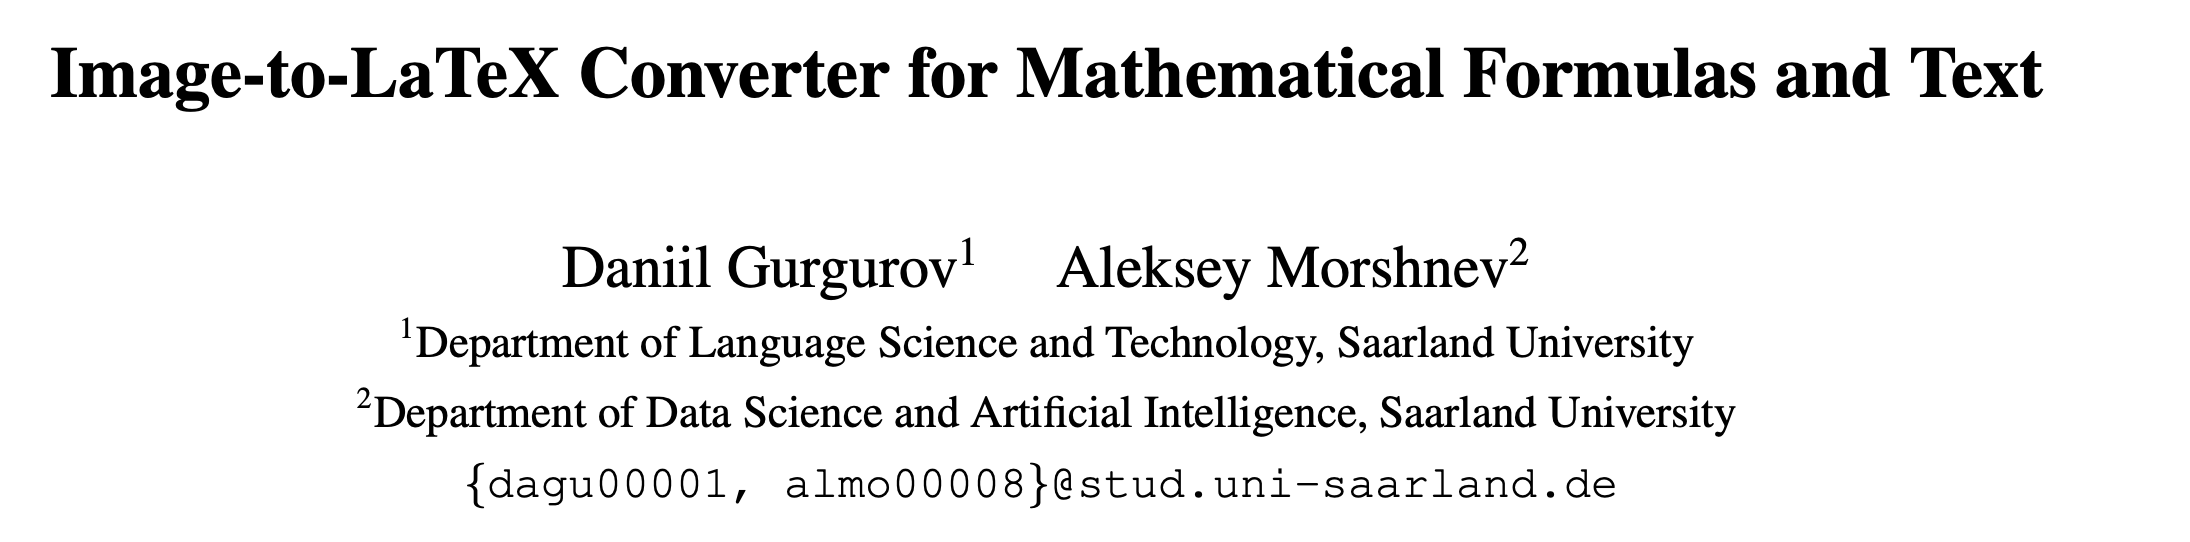 Image-to-LaTeX Converter for Mathematical Formulas and Text
Daniil Gurgurov¹ Aleksey Morshnev²
¹Department of Language Science and Technology, Saarland University
²Department of Data Science and Artificial Intelligence, Saarland University
{dagu00001, almo00008}@stud.uni-saarland.de